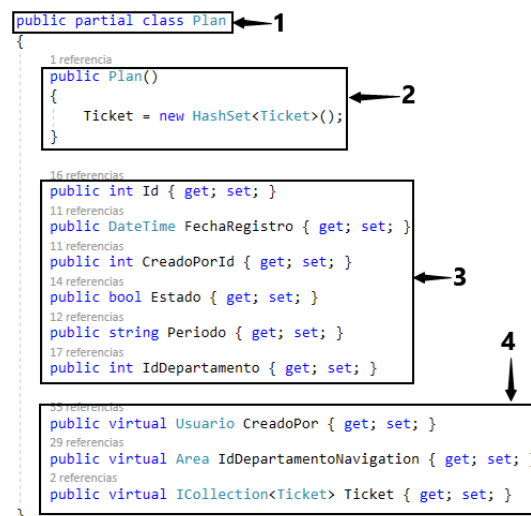 public partial class Plan 1
{
1 referencia
public Plan()
{ 2
Ticket = new HashSet<Ticket>();
}
16 referencias
public int Id { get; set; }
11 referencias
public DateTime FechaRegistro { get; set; }
11 referencias
public int CreadoPorId { get; set; }
14 referencias 3
public bool Estado { get; set; }
12 referencias
public string Periodo { get; set; }
17 referencias
public int IdDepartamento { get; set; }
4
33 referencias
public virtual Usuario CreadoPor { get; set; }
29 referencias
public virtual Area IdDepartamentoNavigation { get; set; }
2 referencias
public virtual ICollection<Ticket> Ticket { get; set; }
}